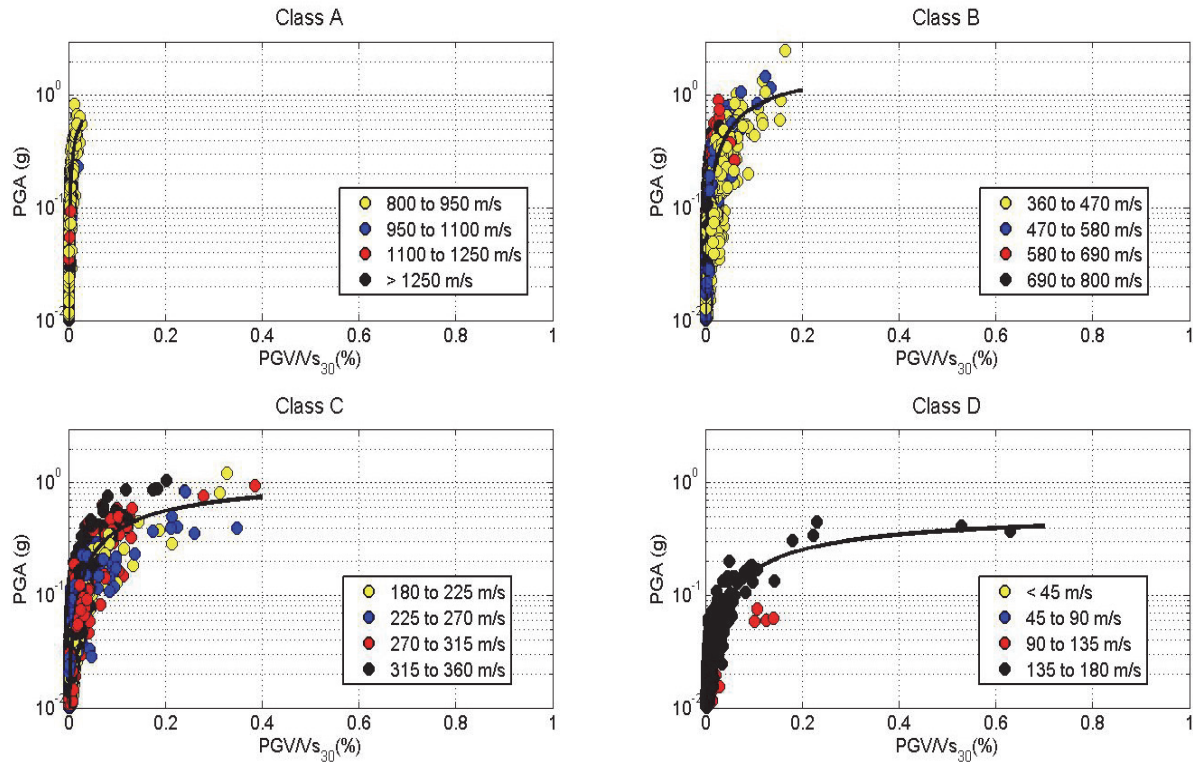 Class A
PGA (g)
10^0
10^-1
10^-2
800 to 950 m/s
950 to 1100 m/s
1100 to 1250 m/s
> 1250 m/s
0 0.2 0.4 0.6 0.8 1
PGV/Vs30(%)
Class B
PGA (g)
10^0
10^-1
10^-2
360 to 470 m/s
470 to 580 m/s
580 to 690 m/s
690 to 800 m/s
0 0.2 0.4 0.6 0.8 1
PGV/Vs30(%)
Class C
PGA (g)
10^0
10^-1
10^-2
180 to 225 m/s
225 to 270 m/s
270 to 315 m/s
315 to 360 m/s
0 0.2 0.4 0.6 0.8 1
PGV/Vs30(%)
Class D
PGA (g)
10^0
10^-1
10^-2
< 45 m/s
45 to 90 m/s
90 to 135 m/s
135 to 180 m/s
0 0.2 0.4 0.6 0.8 1
PGV/Vs30(%)